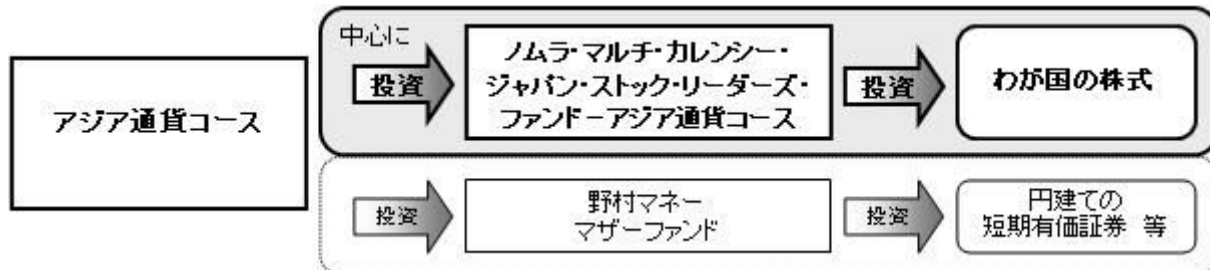 アジア通貨コース
中心に
投資
ノムラ・マルチ・カレンシー・
ジャパン・ストック・リーダーズ・
ファンド－アジア通貨コース
投資
わが国の株式
投資
野村マネー
マザーファンド
投資
円建ての
短期有価証券 等